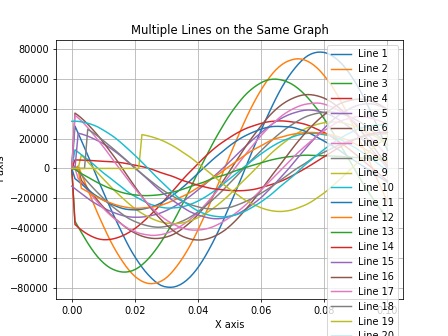 Multiple Lines on the Same Graph
80000
60000
40000
20000
0
−20000
−40000
−60000
−80000
0.00
0.02
0.04
0.06
X axis
Line 1
Line 2
Line 3
Line 4
Line 5
Line 6
Line 7
Line 8
Line 9
Line 10
Line 11
Line 12
Line 13
Line 14
Line 15
Line 16
Line 17
Line 18
Line 19
Line 20